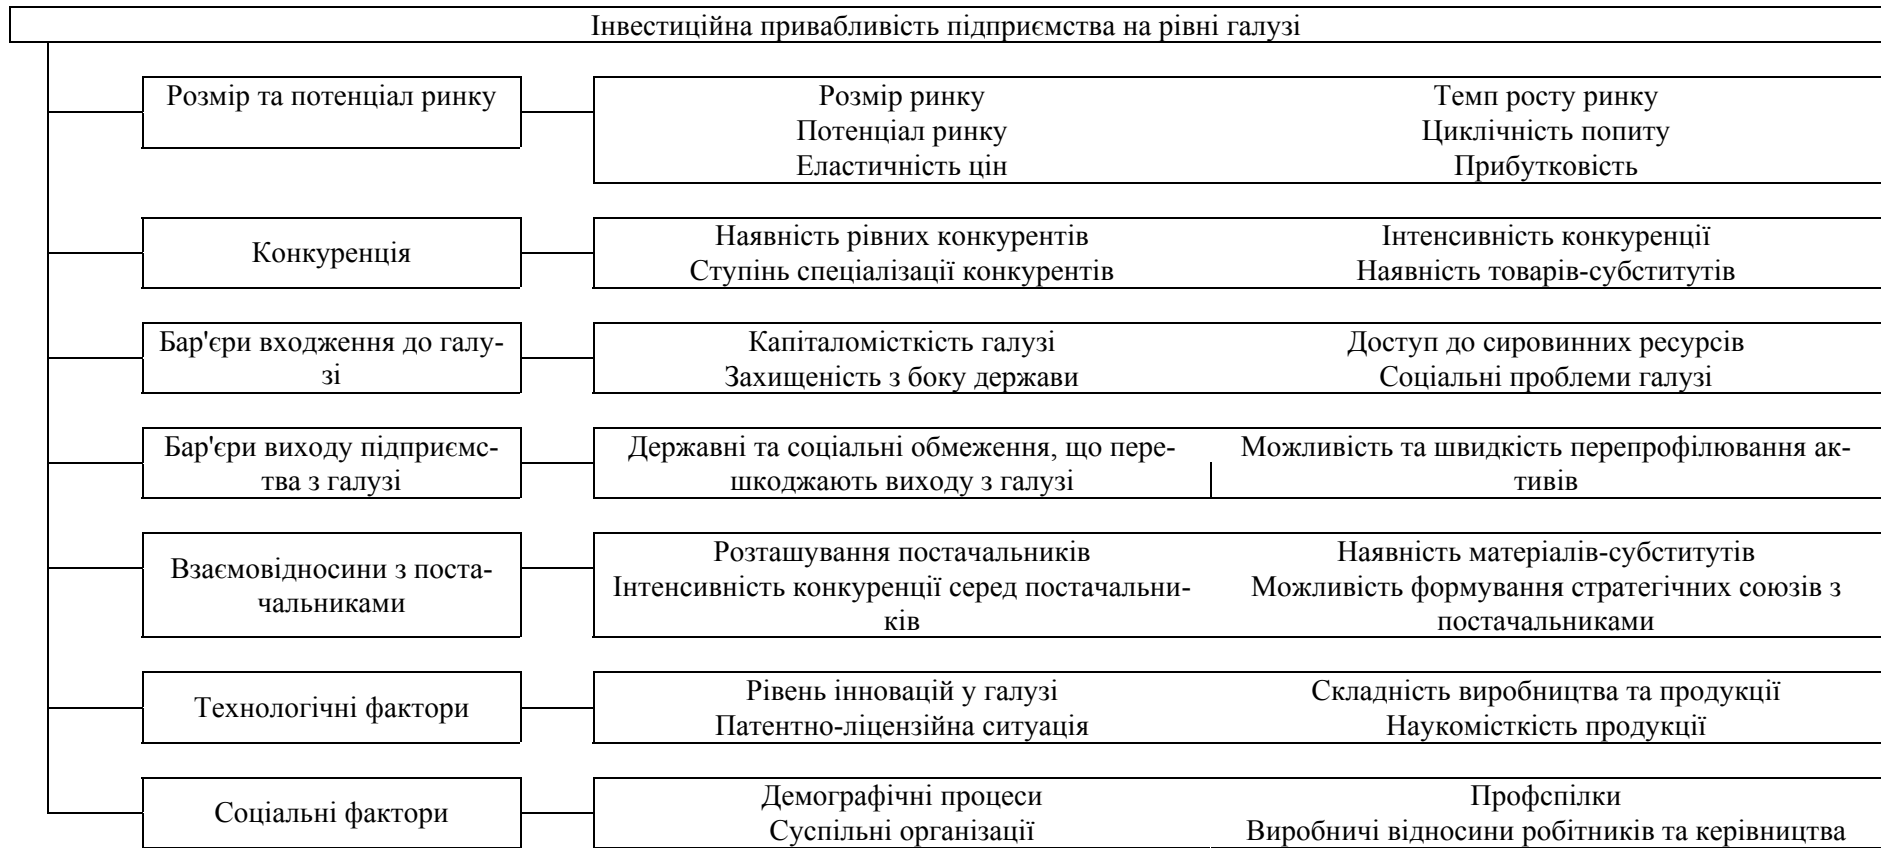 Інвестиційна привабливість підприємства на рівні галузі
Розмір та потенціал ринку
Розмір ринку
Потенціал ринку
Еластичність цін
Темп росту ринку
Циклічність попиту
Прибутковість
Конкуренція
Наявність рівних конкурентів
Ступінь спеціалізації конкурентів
Інтенсивність конкуренції
Наявність товарів-субститутів
Бар'єри входження до галу-
зі
Капіталомісткість галузі
Захищеність з боку держави
Доступ до сировинних ресурсів
Соціальні проблеми галузі
Бар'єри виходу підприємс-
тва з галузі
Державні та соціальні обмеження, що пере-
шкоджають виходу з галузі
Можливість та швидкість перепрофілювання ак-
тивів
Взаємовідносини з поста-
чальниками
Розташування постачальників
Інтенсивність конкуренції серед постачальни-
ків
Наявність матеріалів-субститутів
Можливість формування стратегічних союзів з
постачальниками
Технологічні фактори
Рівень інновацій у галузі
Патентно-ліцензійна ситуація
Складність виробництва та продукції
Наукомісткість продукції
Соціальні фактори
Демографічні процеси
Суспільні організації
Профспілки
Виробничі відносини робітників та керівництва